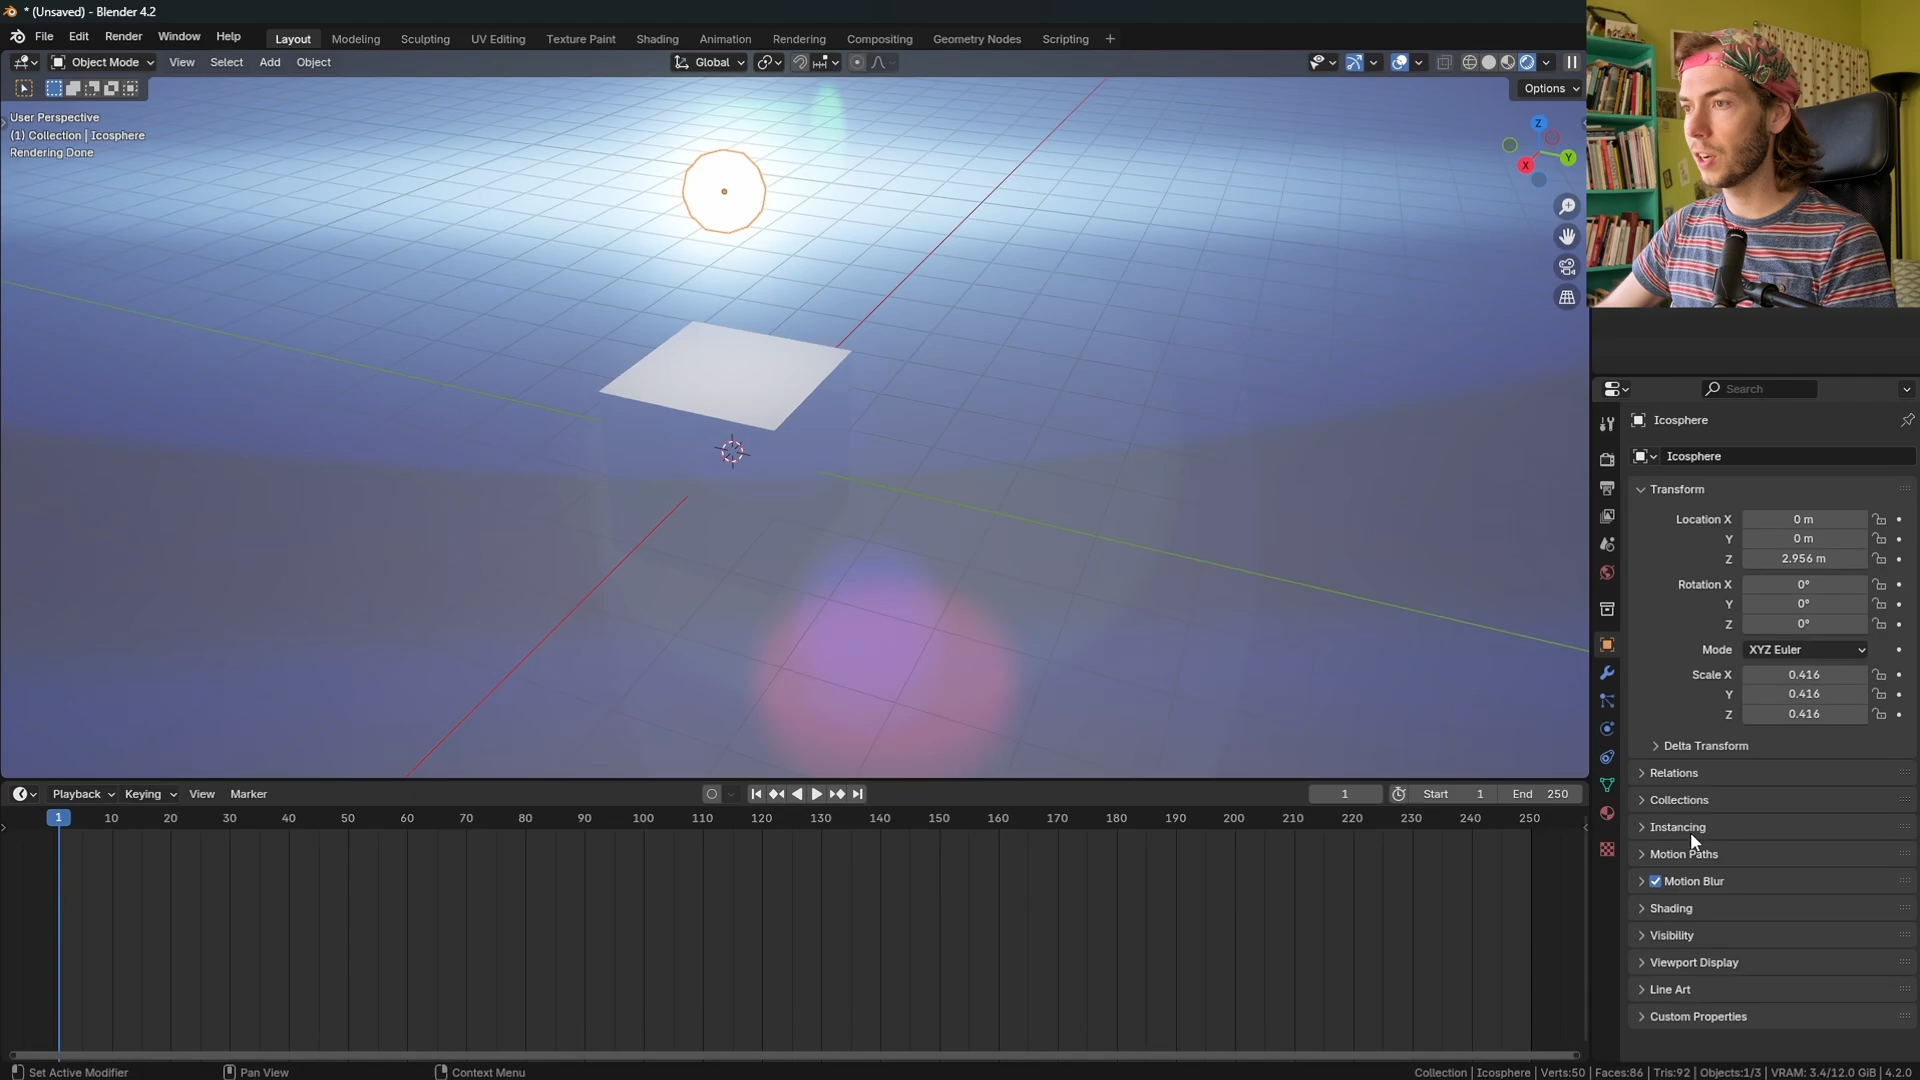 * (Unsaved) - Blender 4.2
File Edit Render Window Help Layout Modeling Sculpting UV Editing Texture Paint Shading Animation Rendering Compositing Geometry Nodes Scripting +
Object Mode View Select Add Object Global
Options
User Perspective
(1) Collection | Icosphere
Rendering Done
Z
Y
X
Search
Icosphere
Icosphere
Transform
Location X 0 m
Y 0 m
Z 2.956 m
Rotation X 0°
Y 0°
Z 0°
Mode XYZ Euler
Scale X 0.416
Y 0.416
Z 0.416
Delta Transform
Relations
Collections
Instancing
Motion Paths
Motion Blur
Shading
Visibility
Viewport Display
Line Art
Custom Properties
Playback Keying View Marker 1 Start 1 End 250
1 10 20 30 40 50 60 70 80 90 100 110 120 130 140 150 160 170 180 190 200 210 220 230 240 250
Set Active Modifier Pan View Context Menu Collection | Icosphere | Verts:50 | Faces:86 | Tris:92 | Objects:1/3 | VRAM: 3.4/12.0 GiB | 4.2.0